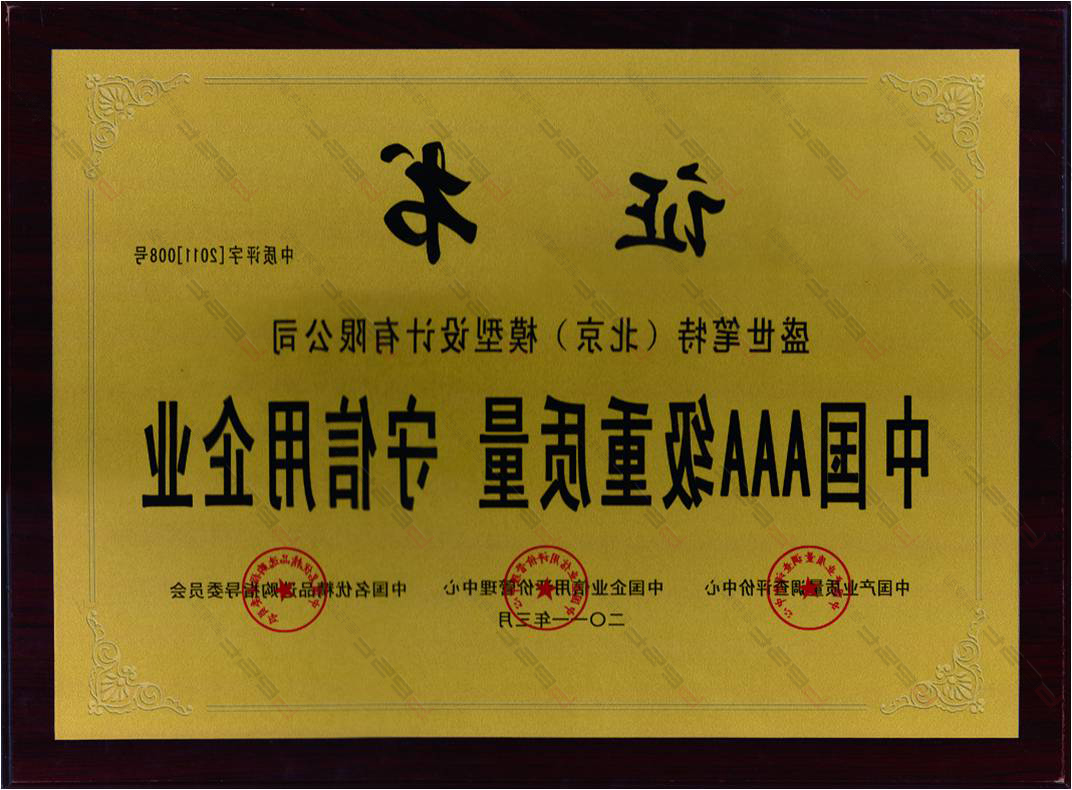 证书
中质评字[2011]008号
盛世笔特（北京）模型设计有限公司
中国AAA级重质量 守信用企业
中国产业质量调查评价中心 中国企业信用评价管理中心 中国名优精品选购指导委员会
二〇一一年三月